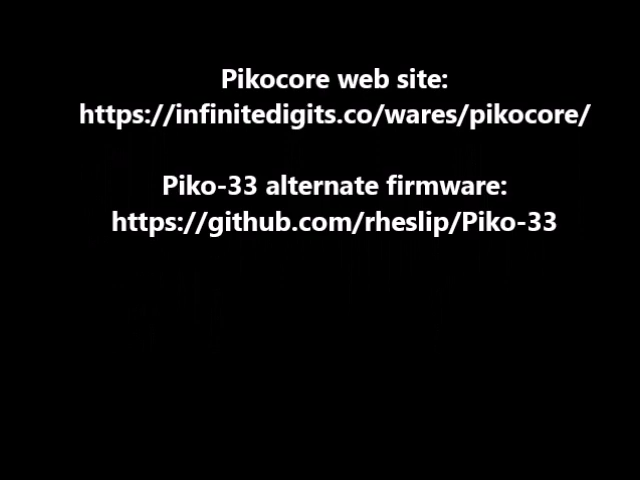 Pikocore web site:
https://infinitedigits.co/wares/pikocore/
Piko-33 alternate firmware:
https://github.com/rheslip/Piko-33